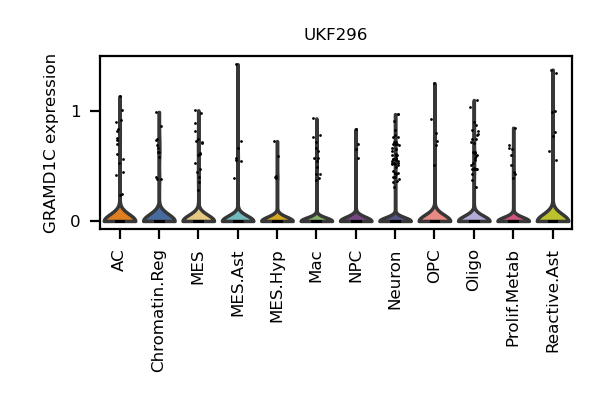 UKF296
GRAMD1C expression
1
0
AC
Chromatin.Reg
MES
MES.Ast
MES.Hyp
Mac
NPC
Neuron
OPC
Oligo
Prolif.Metab
Reactive.Ast